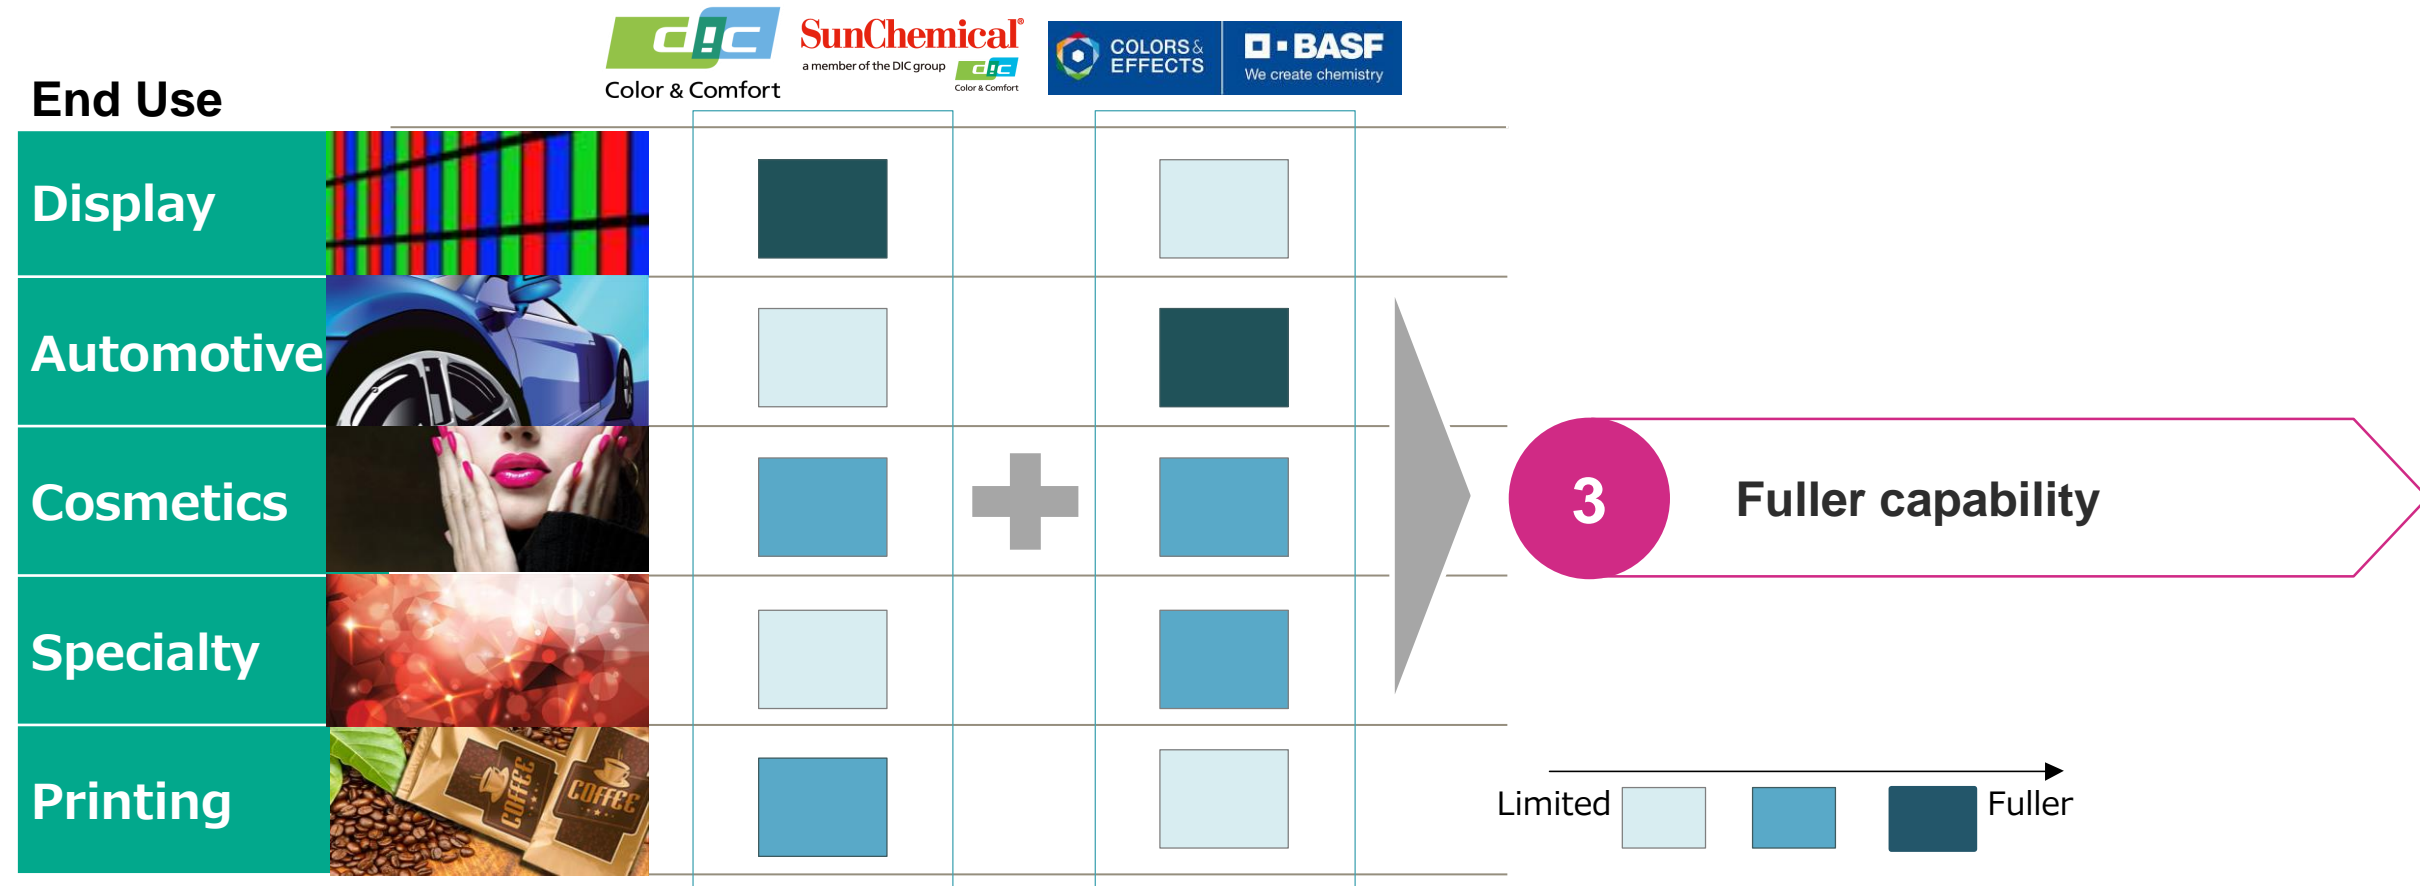 dic
Color & Comfort
SunChemical®
a member of the DIC group
dic
Color & Comfort
COLORS &
EFFECTS
BASF
We create chemistry
End Use
Display
Automotive
Cosmetics
Specialty
Printing
COFFEE
COFFEE
3
Fuller capability
Limited
Fuller